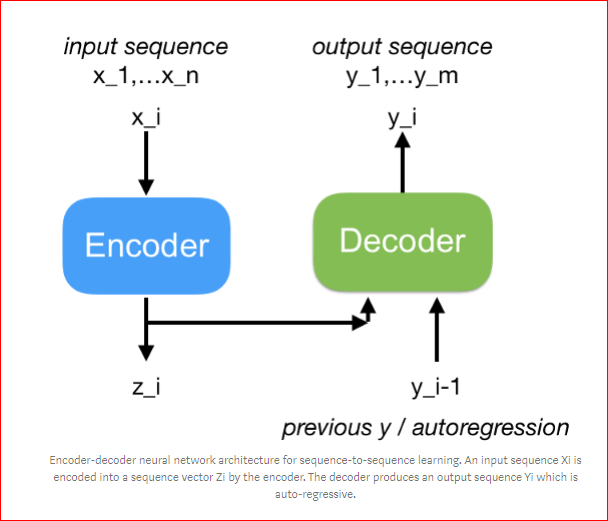 input sequence
x_1,...x_n
x_i
output sequence
y_1,...y_m
y_i
Encoder
Decoder
z_i
y_i-1
previous y / autoregression
Encoder-decoder neural network architecture for sequence-to-sequence learning. An input sequence Xi is
encoded into a sequence vector Zi by the encoder. The decoder produces an output sequence Yi which is
auto-regressive.